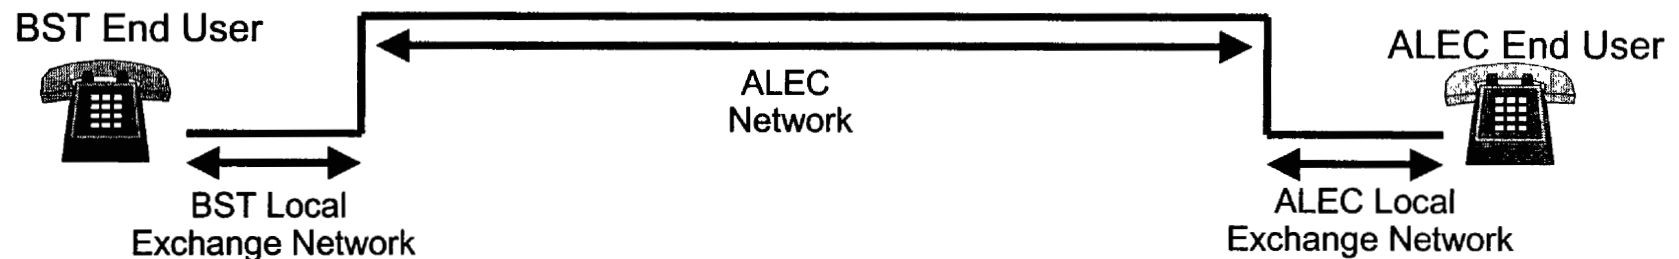 BST End User
ALEC End User
ALEC
Network
BST Local
Exchange Network
ALEC Local
Exchange Network